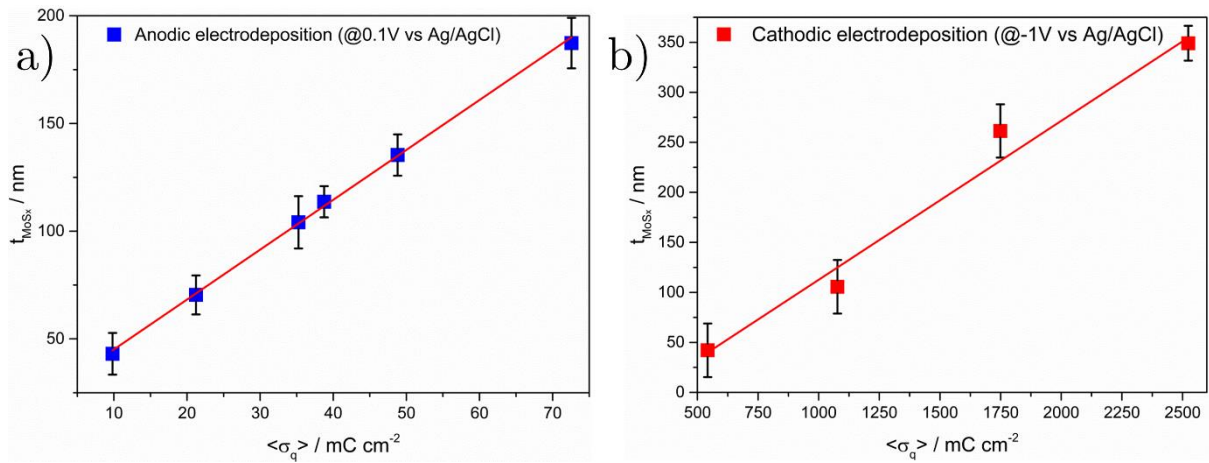 a)
Anodic electrodeposition (@0.1V vs Ag/AgCl)
200
150
100
50
t_MoSx / nm
10 20 30 40 50 60 70
<σ_q> / mC cm⁻²
b)
Cathodic electrodeposition (@-1V vs Ag/AgCl)
350
300
250
200
150
100
50
0
t_MoSx / nm
500 750 1000 1250 1500 1750 2000 2250 2500
<σ_q> / mC cm⁻²